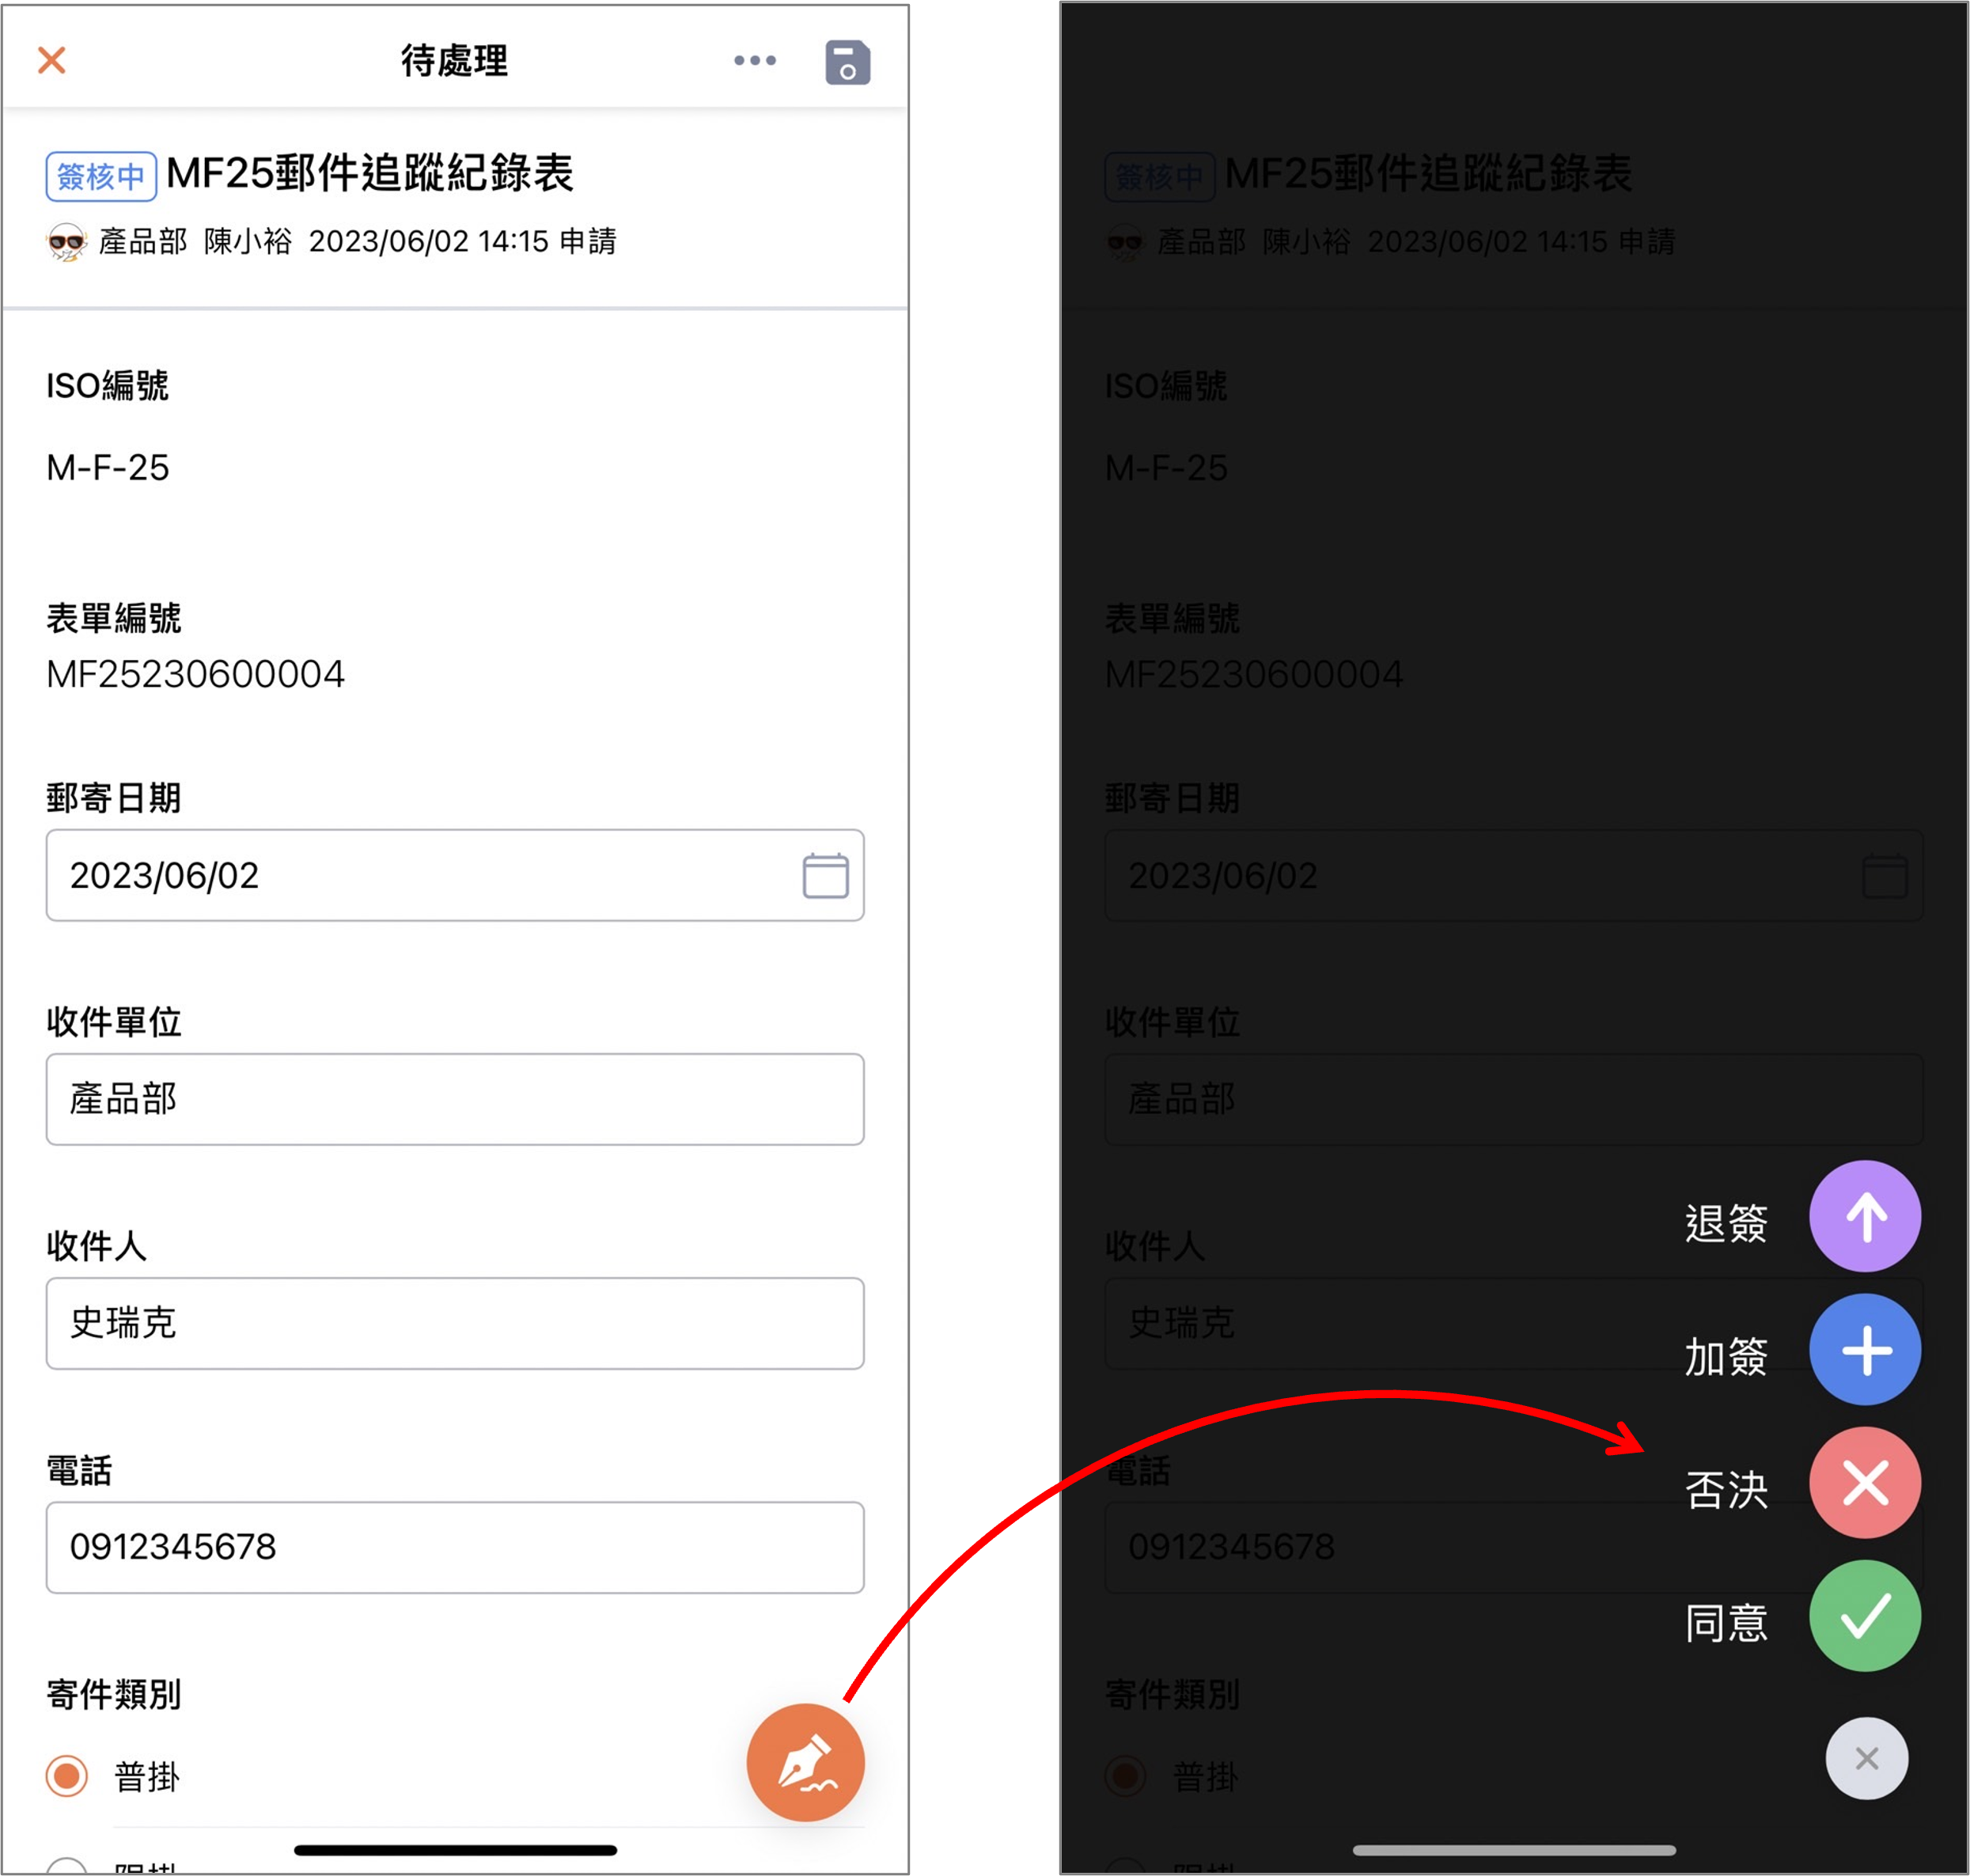 待處理
簽核中 MF25郵件追蹤紀錄表
產品部 陳小裕 2023/06/02 14:15 申請
ISO編號
M-F-25
表單編號
MF25230600004
郵寄日期
2023/06/02
收件單位
產品部
收件人
史瑞克
電話
0912345678
寄件類別
普掛
簽核中 MF25郵件追蹤紀錄表
產品部 陳小裕 2023/06/02 14:15 申請
ISO編號
M-F-25
表單編號
MF25230600004
郵寄日期
2023/06/02
收件單位
產品部
退簽
收件人
史瑞克
加簽
電話
否決
0912345678
同意
寄件類別
普掛